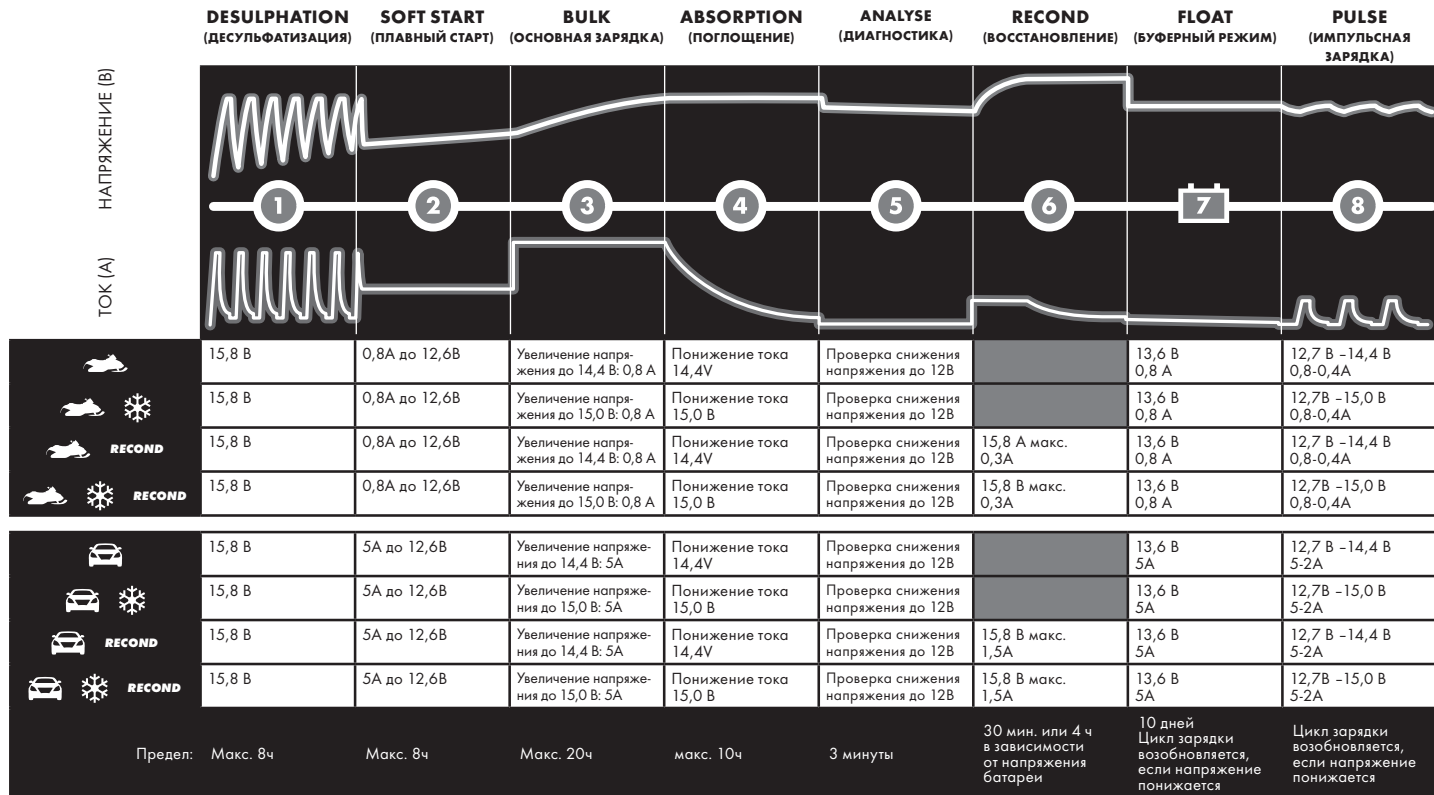 DESULPHATION
(ДЕСУЛЬФАТИЗАЦИЯ)
SOFT START
(ПЛАВНЫЙ СТАРТ)
BULK
(ОСНОВНАЯ ЗАРЯДКА)
ABSORPTION
(ПОГЛОЩЕНИЕ)
ANALYSE
(ДИАГНОСТИКА)
RECOND
(ВОССТАНОВЛЕНИЕ)
FLOAT
(БУФЕРНЫЙ РЕЖИМ)
PULSE
(ИМПУЛЬСНАЯ
ЗАРЯДКА)
НАПРЯЖЕНИЕ (В)
1
2
3
4
5
6
7
8
ТОК (А)
15,8 В
0,8А до 12,6В
Увеличение напря-
жения до 14,4 В: 0,8 А
Понижение тока
14,4V
Проверка снижения
напряжения до 12В
13,6 В
0,8 А
12,7 В –14,4 В
0,8-0,4А
15,8 В
0,8А до 12,6В
Увеличение напря-
жения до 15,0 В: 0,8 А
Понижение тока
15,0 В
Проверка снижения
напряжения до 12В
13,6 В
0,8 А
12,7В –15,0 В
0,8-0,4А
RECOND
15,8 В
0,8А до 12,6В
Увеличение напря-
жения до 14,4 В: 0,8 А
Понижение тока
14,4V
Проверка снижения
напряжения до 12В
15,8 А макс.
0,3А
13,6 В
0,8 А
12,7 В –14,4 В
0,8-0,4А
RECOND
15,8 В
0,8А до 12,6В
Увеличение напря-
жения до 15,0 В: 0,8 А
Понижение тока
15,0 В
Проверка снижения
напряжения до 12В
15,8 В макс.
0,3А
13,6 В
0,8 А
12,7В –15,0 В
0,8-0,4А
15,8 В
5А до 12,6В
Увеличение напряже-
ния до 14,4 В: 5А
Понижение тока
14,4V
Проверка снижения
напряжения до 12В
13,6 В
5А
12,7 В –14,4 В
5-2А
15,8 В
5А до 12,6В
Увеличение напряже-
ния до 15,0 В: 5А
Понижение тока
15,0 В
Проверка снижения
напряжения до 12В
13,6 В
5А
12,7В –15,0 В
5-2А
RECOND
15,8 В
5А до 12,6В
Увеличение напряже-
ния до 14,4 В: 5А
Понижение тока
14,4V
Проверка снижения
напряжения до 12В
15,8 В макс.
1,5А
13,6 В
5А
12,7 В –14,4 В
5-2А
RECOND
15,8 В
5А до 12,6В
Увеличение напряже-
ния до 15,0 В: 5А
Понижение тока
15,0 В
Проверка снижения
напряжения до 12В
15,8 В макс.
1,5А
13,6 В
5А
12,7В –15,0 В
5-2А
Предел:
Макс. 8ч
Макс. 8ч
Макс. 20ч
макс. 10ч
3 минуты
30 мин. или 4 ч
в зависимости
от напряжения
батареи
10 дней
Цикл зарядки
возобновляется,
если напряжение
понижается
Цикл зарядки
возобновляется,
если напряжение
понижается